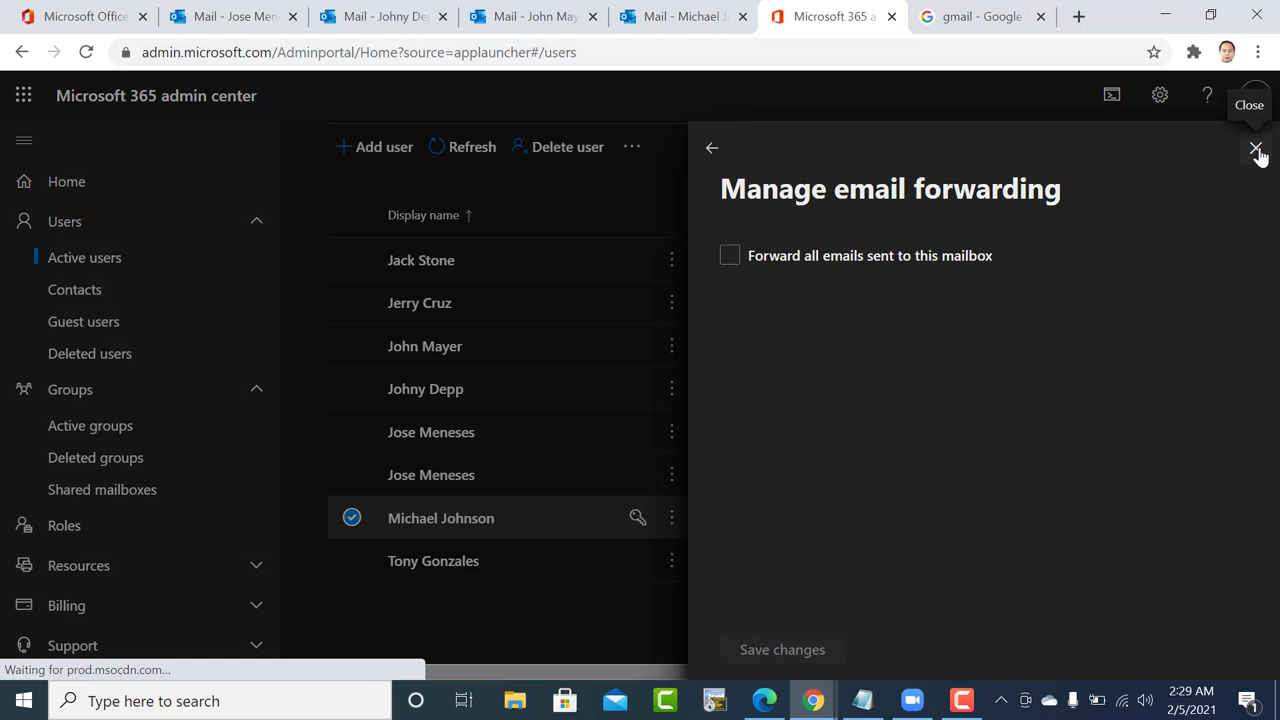 Microsoft Office
Mail - Jose Men
Mail - Johny De
Mail - John May
Mail - Michael J
Microsoft 365 a
gmail - Google
admin.microsoft.com/Adminportal/Home?source=applauncher#/users
Microsoft 365 admin center
Close
Add user
Refresh
Delete user
Manage email forwarding
Home
Users
Display name ↑
Active users
Jack Stone
Forward all emails sent to this mailbox
Contacts
Jerry Cruz
Guest users
John Mayer
Deleted users
Johny Depp
Groups
Active groups
Jose Meneses
Deleted groups
Jose Meneses
Shared mailboxes
Michael Johnson
Roles
Tony Gonzales
Resources
Billing
Support
Save changes
Waiting for prod.msocdn.com...
Type here to search
2:29 AM
2/5/2021
1